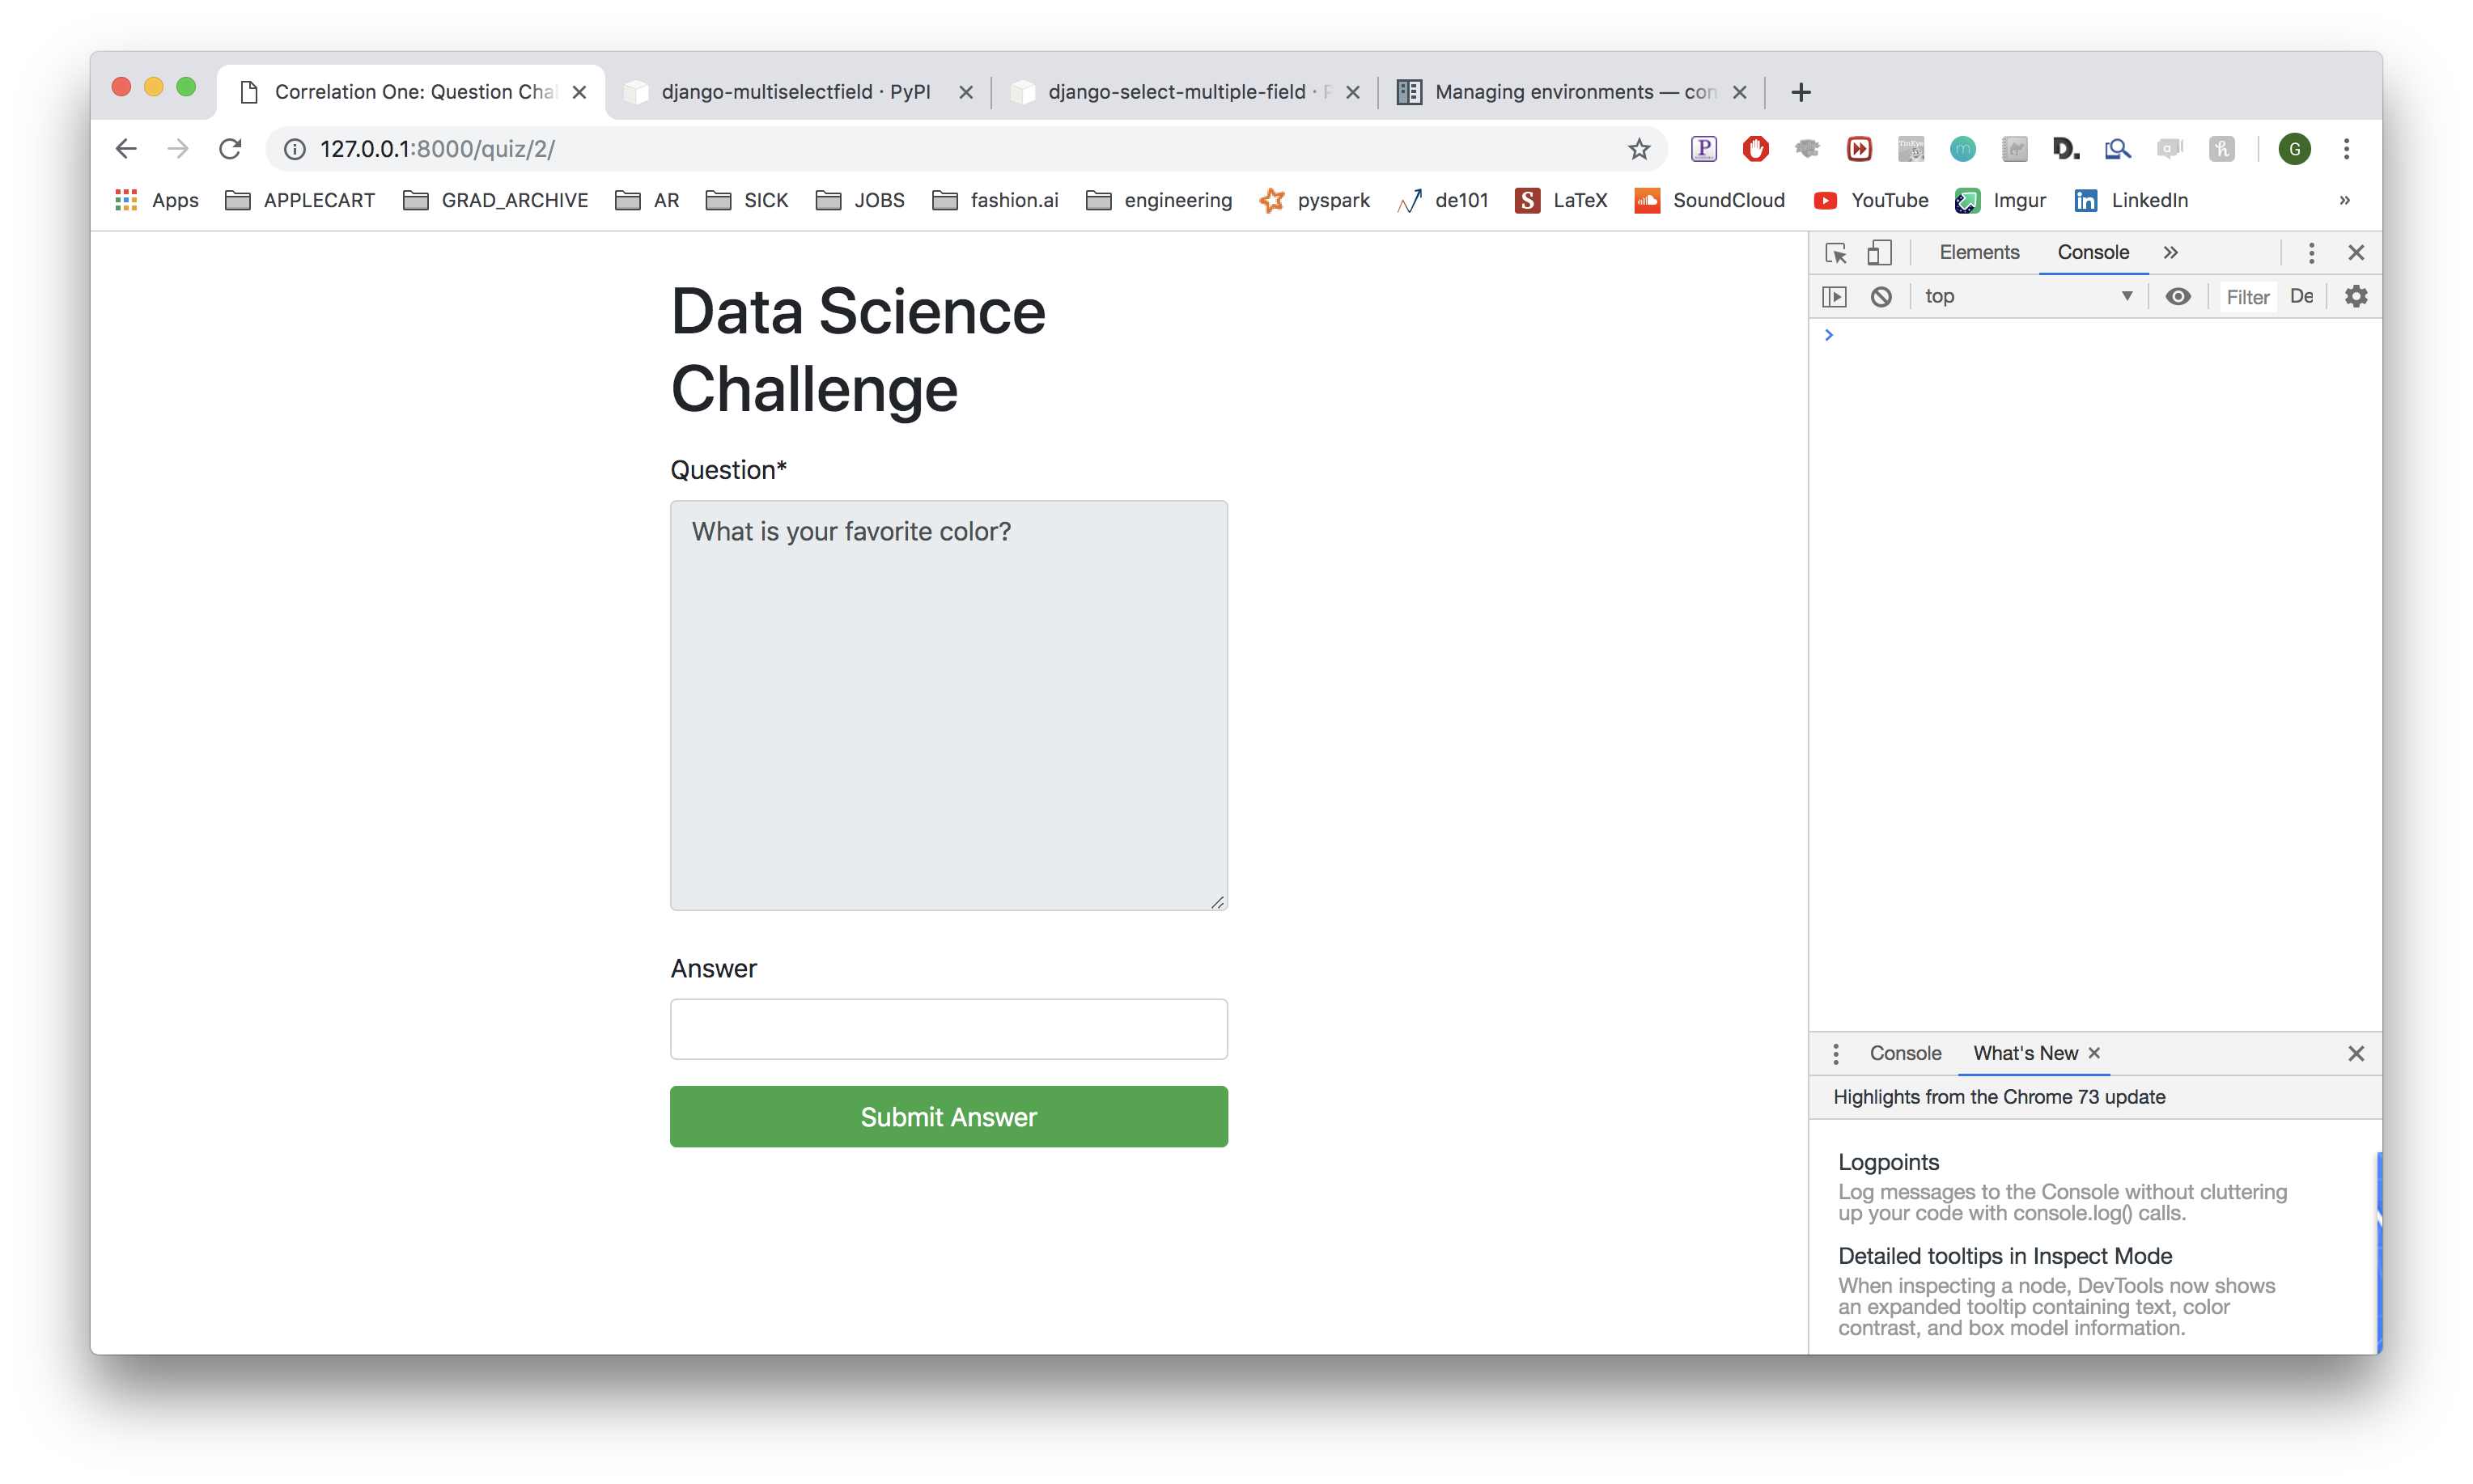 Correlation One: Question Cha
django-multiselectfield · PyPI
django-select-multiple-field · P
Managing environments — con
127.0.0.1:8000/quiz/2/
G
Apps
APPLECART
GRAD_ARCHIVE
AR
SICK
JOBS
fashion.ai
engineering
pyspark
de101
LaTeX
SoundCloud
YouTube
Imgur
LinkedIn
»
Data Science
Challenge
Question*
What is your favorite color?
Answer
Submit Answer
Elements
Console
»
top
Filter
De
Console
What's New
Highlights from the Chrome 73 update
Logpoints
Log messages to the Console without cluttering
up your code with console.log() calls.
Detailed tooltips in Inspect Mode
When inspecting a node, DevTools now shows
an expanded tooltip containing text, color
contrast, and box model information.